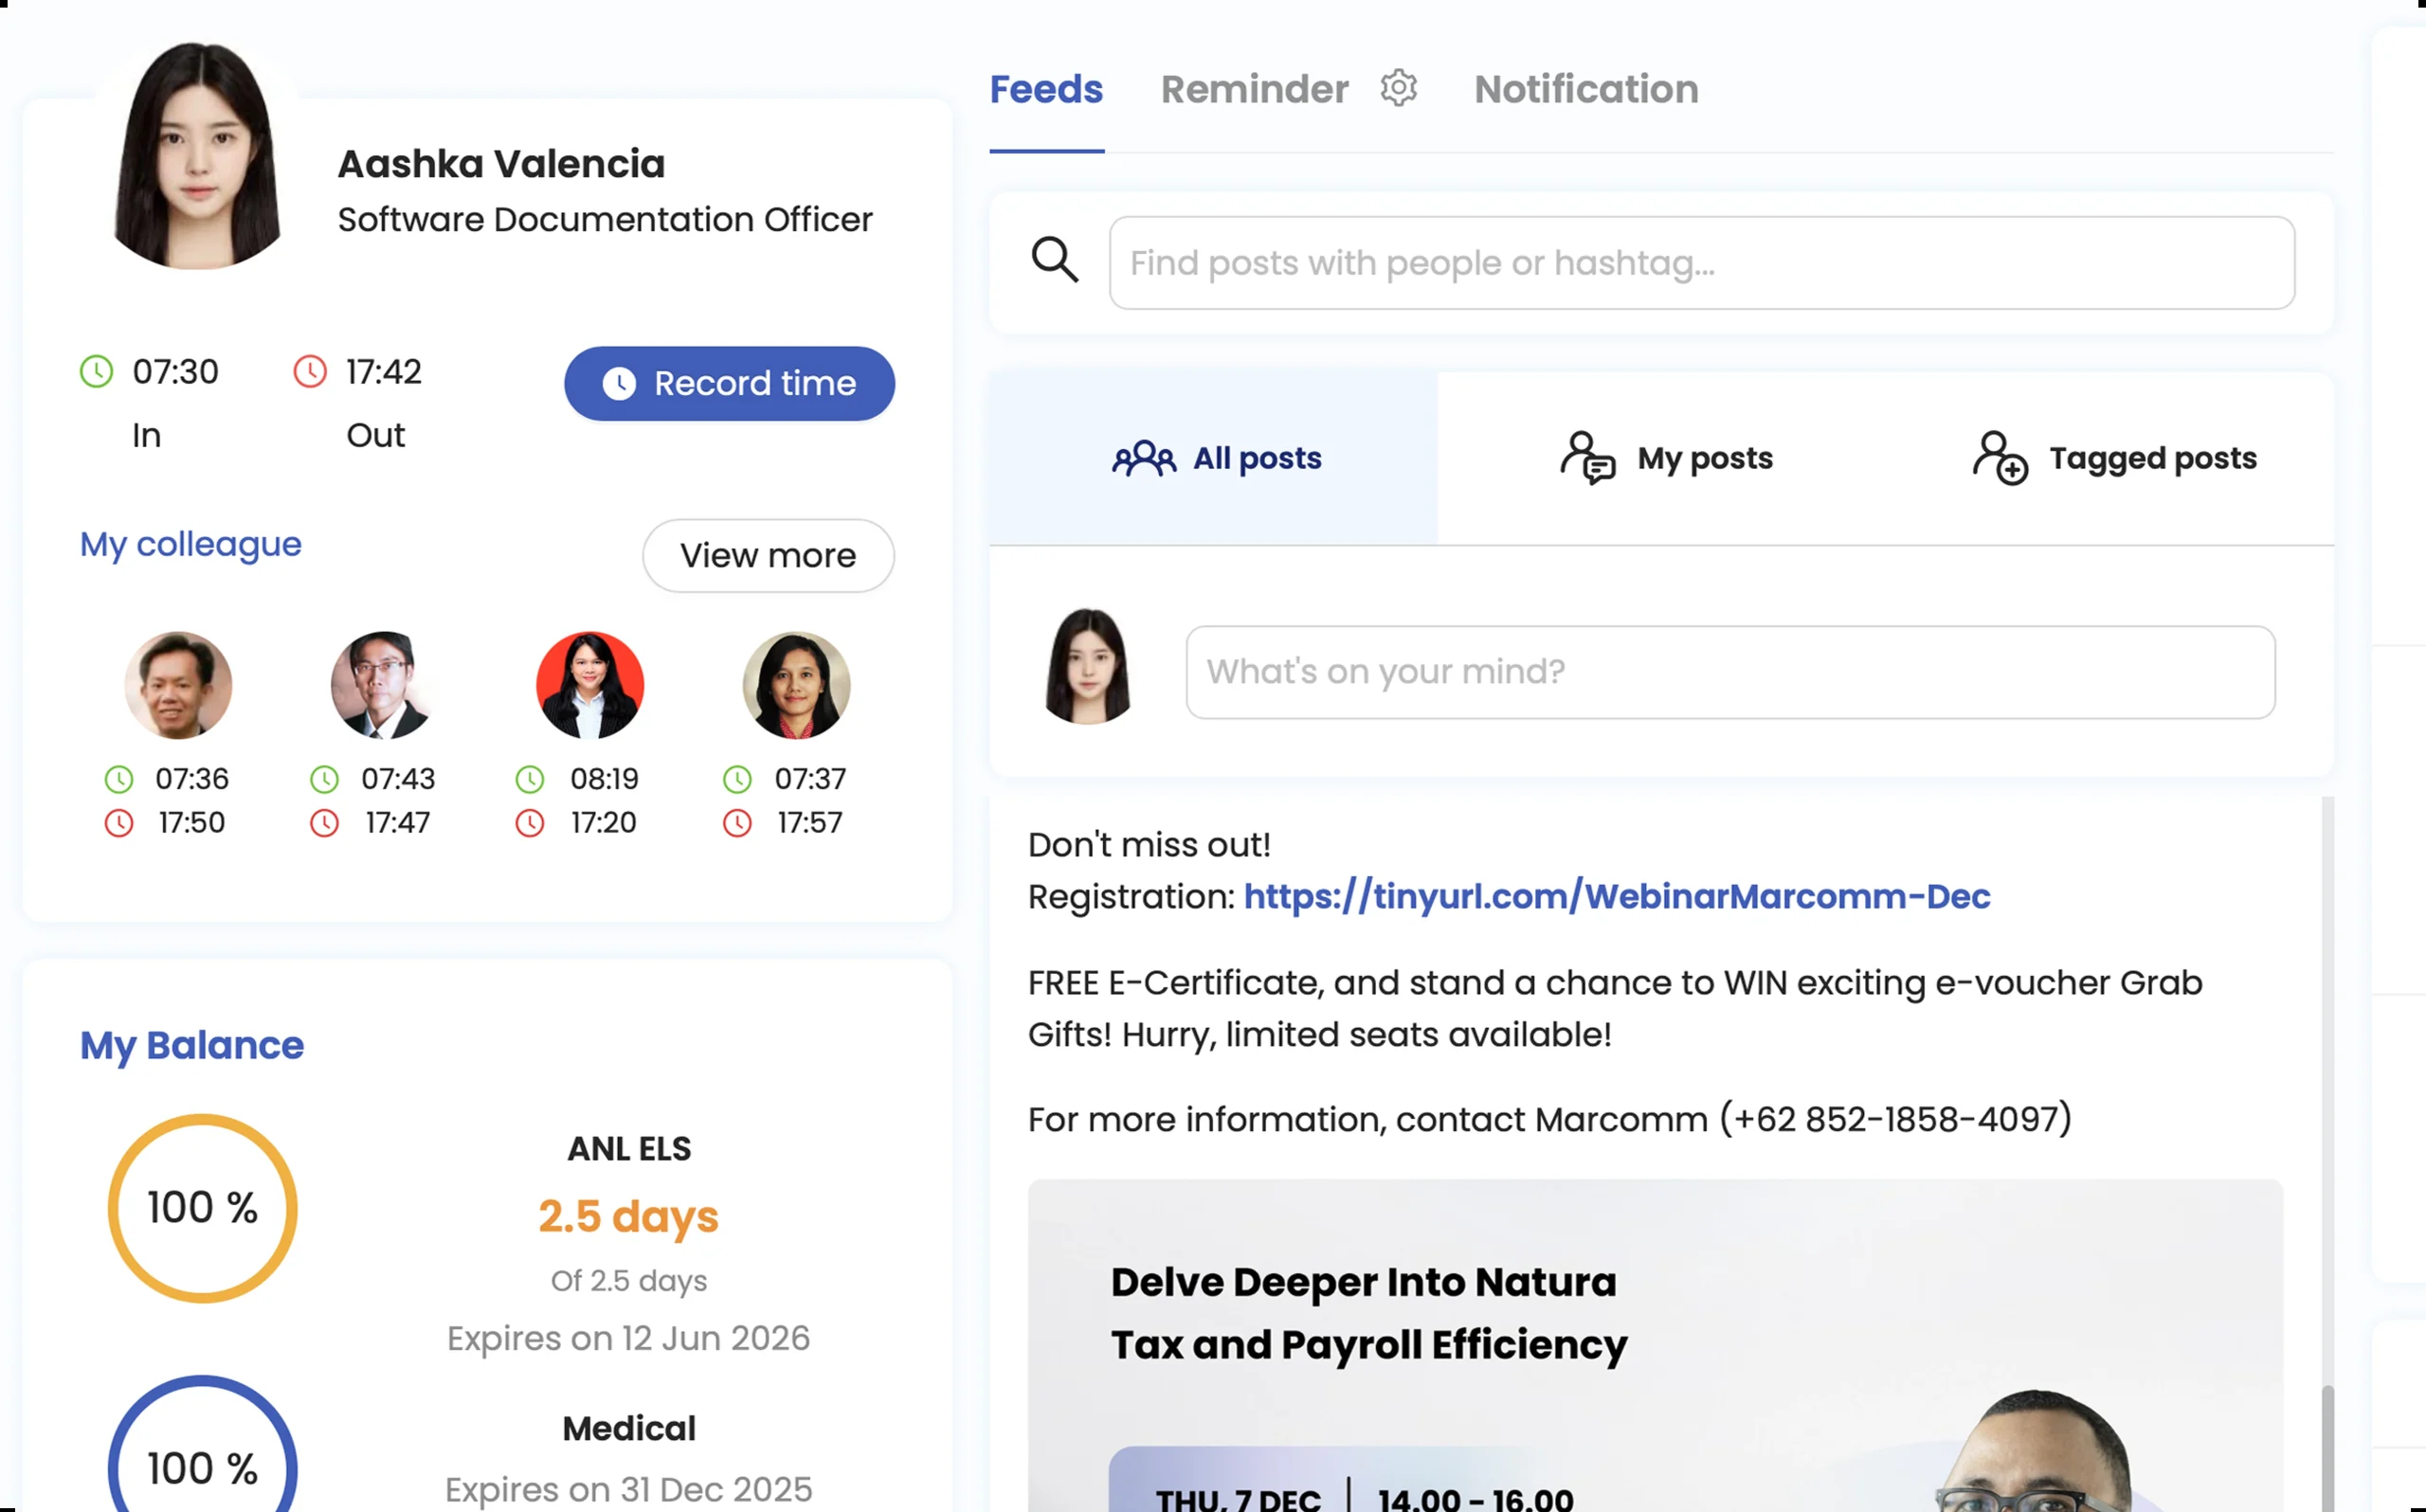 Aashka Valencia
Software Documentation Officer
07:30
In
17:42
Out
Record time
My colleague
View more
07:36
17:50
07:43
17:47
08:19
17:20
07:37
17:57
My Balance
100 %
ANL ELS
2.5 days
Of 2.5 days
Expires on 12 Jun 2026
100 %
Medical
Expires on 31 Dec 2025
Feeds
Reminder
Notification
Find posts with people or hashtag...
All posts
My posts
Tagged posts
What's on your mind?
Don't miss out!
Registration: https://tinyurl.com/WebinarMarcomm-Dec
FREE E-Certificate, and stand a chance to WIN exciting e-voucher Grab
Gifts! Hurry, limited seats available!
For more information, contact Marcomm (+62 852-1858-4097)
Delve Deeper Into Natura
Tax and Payroll Efficiency
THU, 7 DEC | 14.00 - 16.00